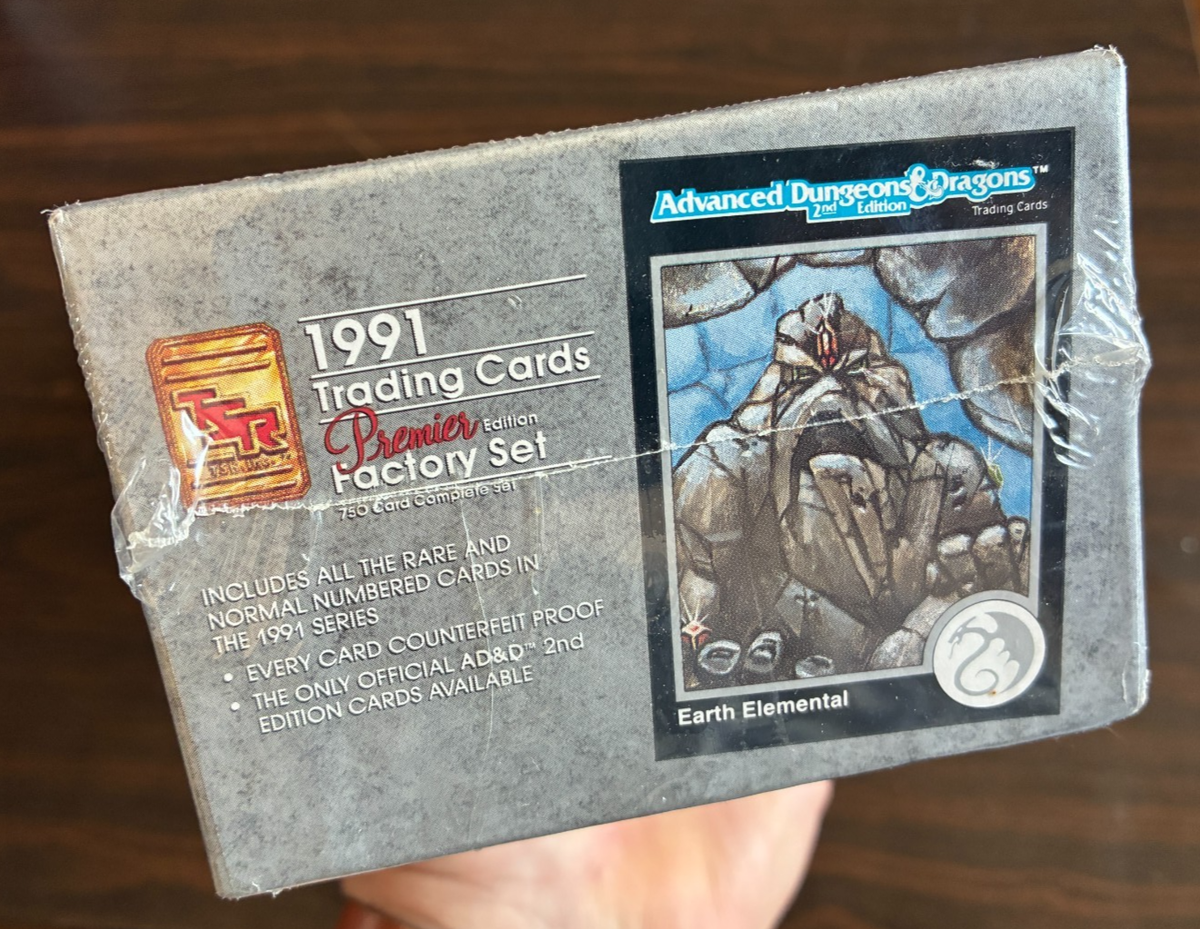 TSR
1991
Trading Cards
Premier Edition
Factory Set
750 Card Complete Set
INCLUDES ALL THE RARE AND
NORMAL NUMBERED CARDS IN
THE 1991 SERIES
• EVERY CARD COUNTERFEIT PROOF
• THE ONLY OFFICIAL AD&D™ 2nd
EDITION CARDS AVAILABLE
Advanced Dungeons & Dragons™
2nd Edition
Trading Cards
Earth Elemental